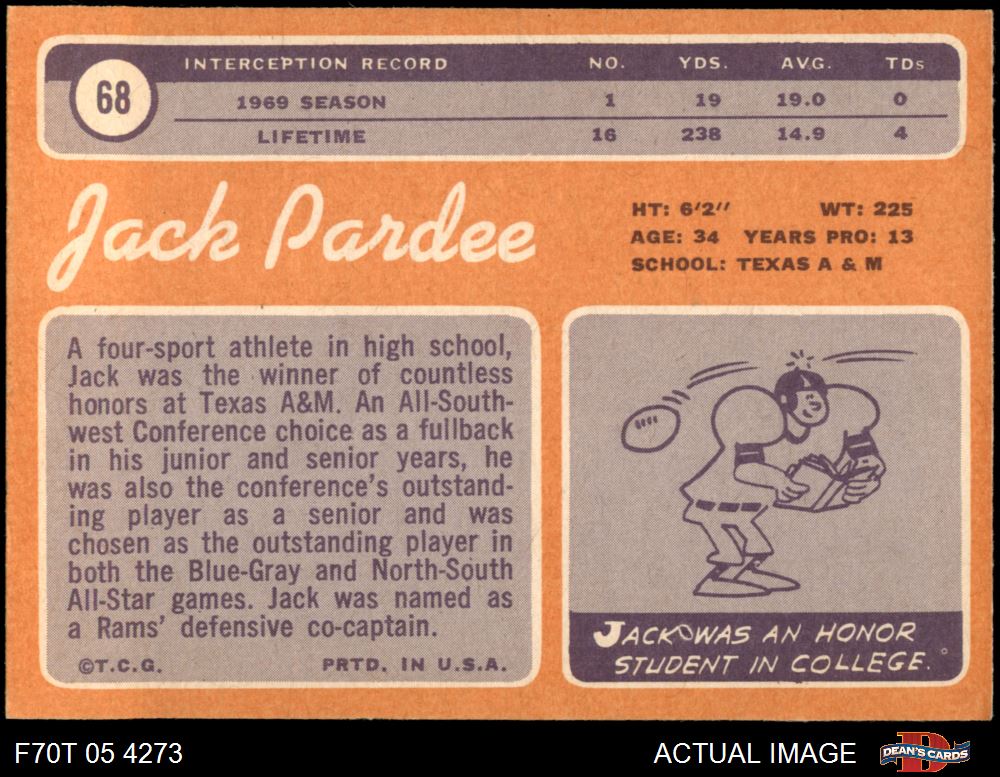 68
INTERCEPTION RECORD NO. YDS. AVG. TDs
1969 SEASON 1 19 19.0 0
LIFETIME 16 238 14.9 4
Jack Pardee
HT: 6'2" WT: 225
AGE: 34 YEARS PRO: 13
SCHOOL: TEXAS A & M
A four-sport athlete in high school,
Jack was the winner of countless
honors at Texas A&M. An All-South-
west Conference choice as a fullback
in his junior and senior years, he
was also the conference's outstand-
ing player as a senior and was
chosen as the outstanding player in
both the Blue-Gray and North-South
All-Star games. Jack was named as
a Rams' defensive co-captain.
©T.C.G. PRTD. IN U.S.A.
JACK WAS AN HONOR
STUDENT IN COLLEGE.
F70T 05 4273
ACTUAL IMAGE
DEAN'S CARDS